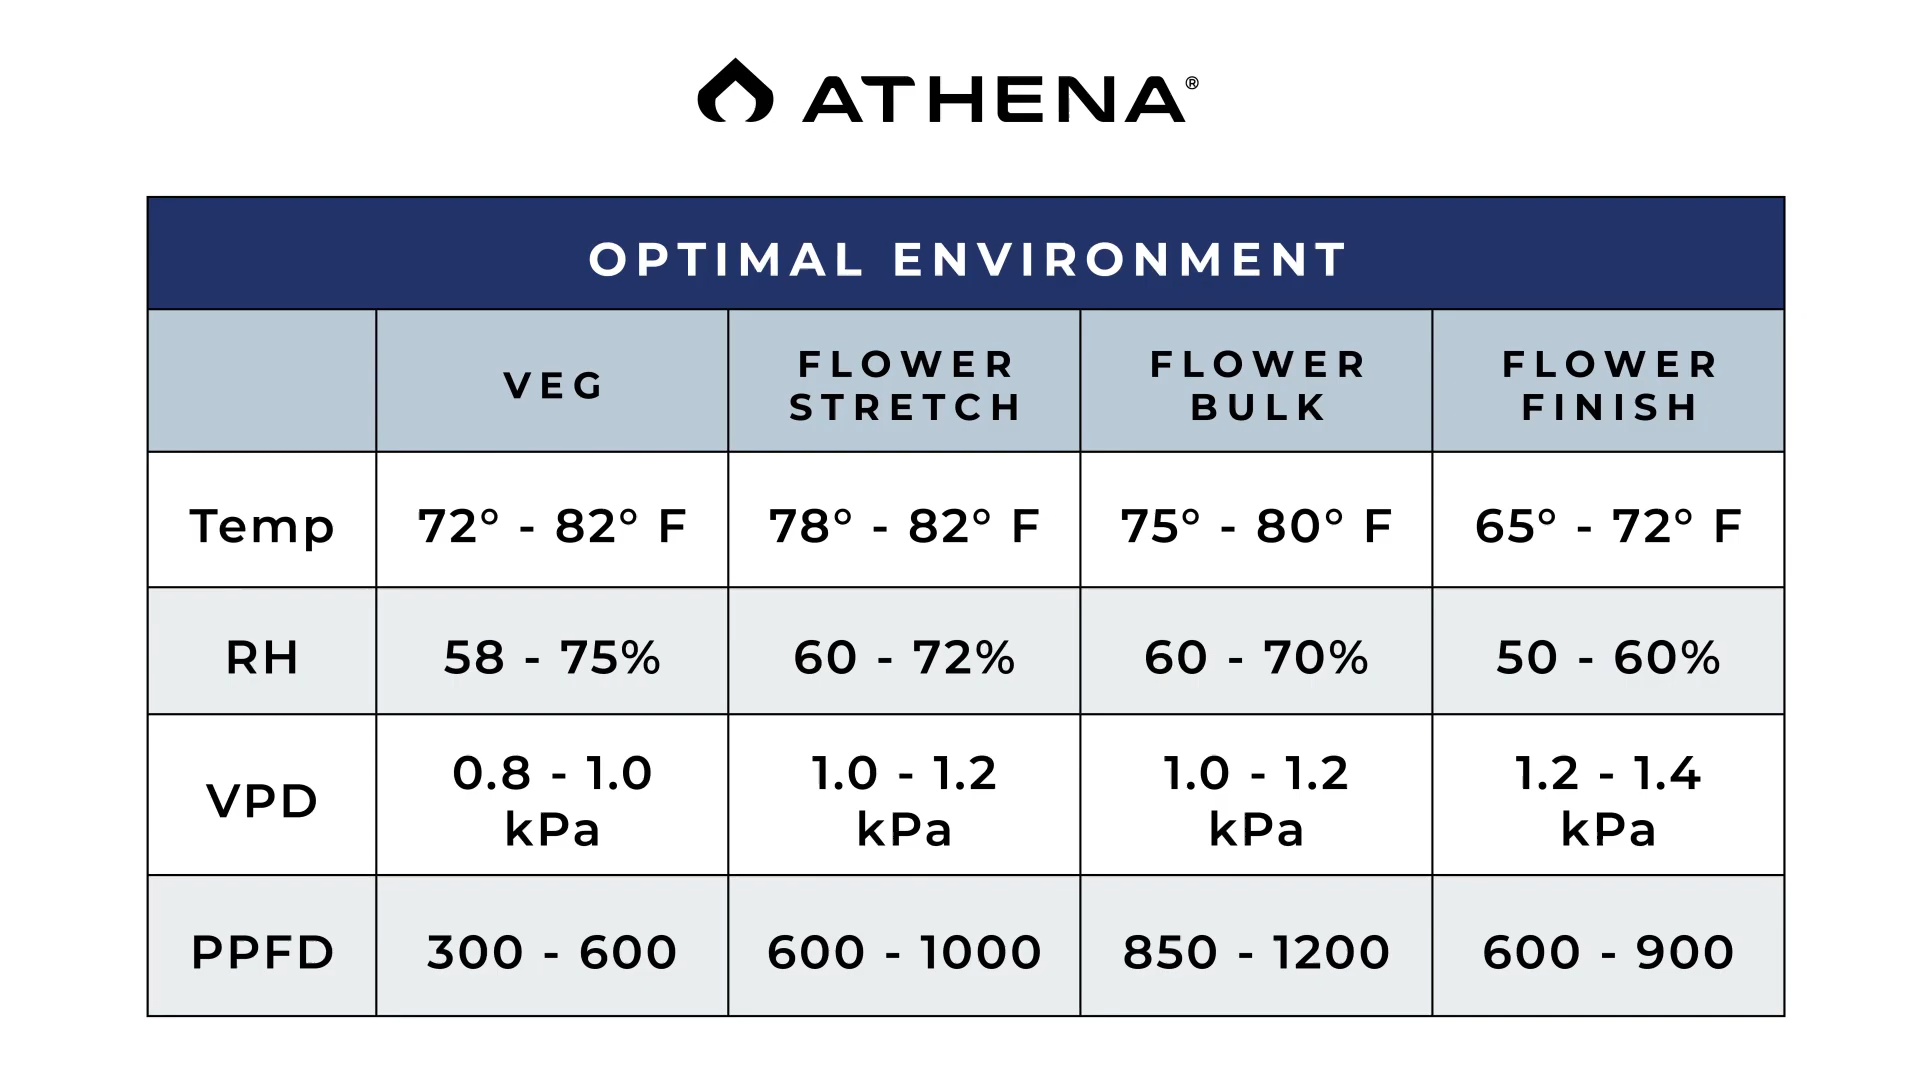 ATHENA®
OPTIMAL ENVIRONMENT
VEG
FLOWER
STRETCH
FLOWER
BULK
FLOWER
FINISH
Temp
72° - 82° F
78° - 82° F
75° - 80° F
65° - 72° F
RH
58 - 75%
60 - 72%
60 - 70%
50 - 60%
VPD
0.8 - 1.0
kPa
1.0 - 1.2
kPa
1.0 - 1.2
kPa
1.2 - 1.4
kPa
PPFD
300 - 600
600 - 1000
850 - 1200
600 - 900